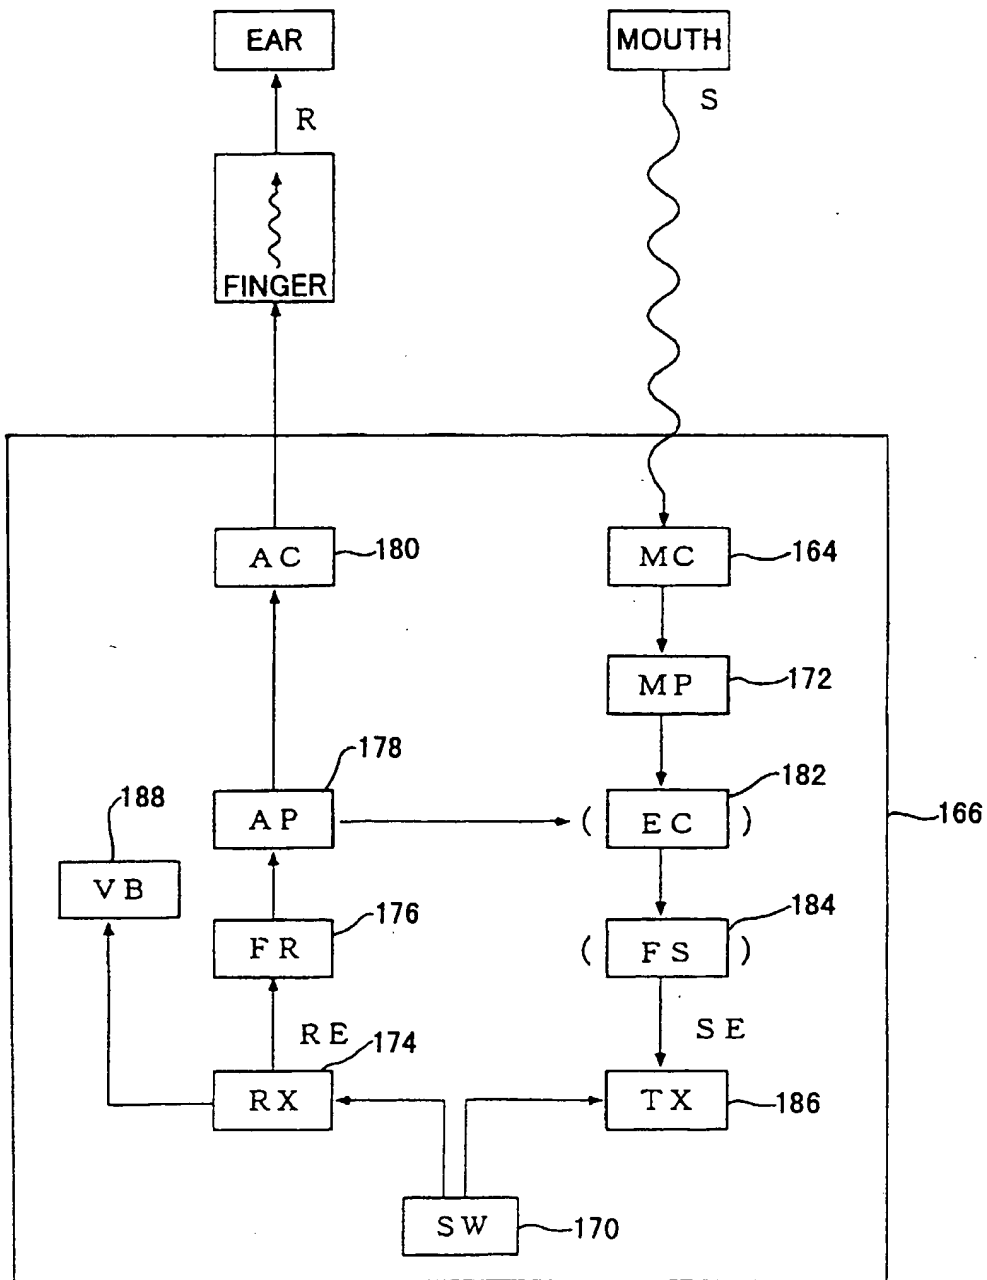 EAR
MOUTH
R
S
FINGER
AC
180
MC
164
MP
172
178
182
188
AP
( EC )
166
VB
176
184
FR
( FS )
RE
174
SE
RX
TX
186
SW
170